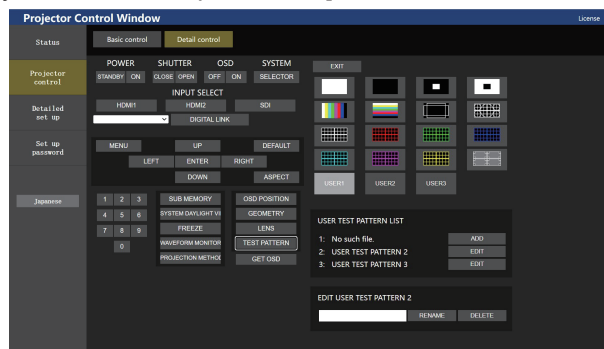 Projector Control Window
License
Status
Basic control
Detail control
Projector
control
Detailed
set up
Set up
password
Japanese
POWER
SHUTTER
OSD
SYSTEM
STANDBY
ON
CLOSE
OPEN
OFF
ON
SELECTOR
INPUT SELECT
HDMI1
HDMI2
SDI
DIGITAL LINK
MENU
UP
DEFAULT
LEFT
ENTER
RIGHT
DOWN
ASPECT
1
2
3
4
5
6
7
8
9
0
SUB MEMORY
SYSTEM DAYLIGHT VI
FREEZE
WAVEFORM MONITOR
PROJECTION METHOD
OSD POSITION
GEOMETRY
LENS
TEST PATTERN
GET OSD
EXIT
USER1
USER2
USER3
USER TEST PATTERN LIST
1: No such file.
ADD
2: USER TEST PATTERN 2
EDIT
3: USER TEST PATTERN 3
EDIT
EDIT USER TEST PATTERN 2
RENAME
DELETE